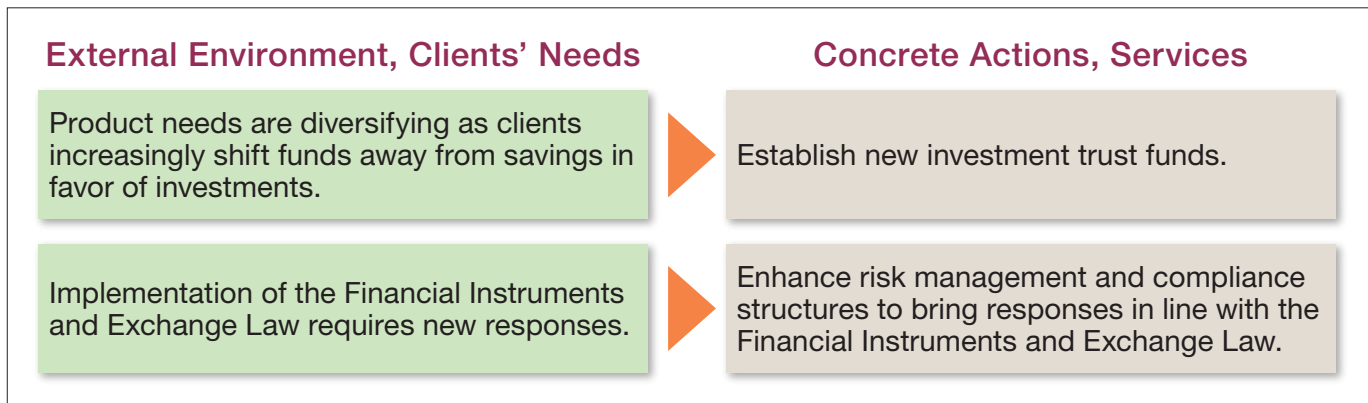 External Environment, Clients' Needs
Concrete Actions, Services
Product needs are diversifying as clients
increasingly shift funds away from savings in
favor of investments.
Establish new investment trust funds.
Implementation of the Financial Instruments
and Exchange Law requires new responses.
Enhance risk management and compliance
structures to bring responses in line with the
Financial Instruments and Exchange Law.